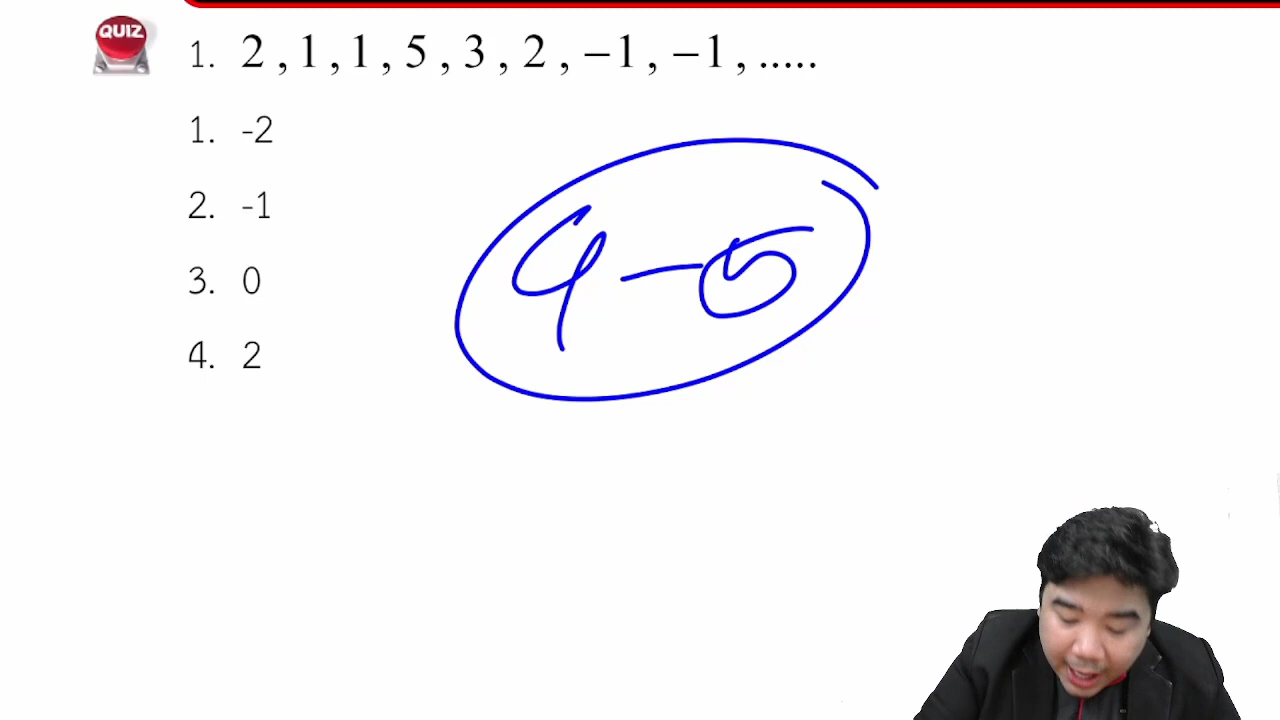 QUIZ
1. 2 , 1 , 1 , 5 , 3 , 2 , −1 , −1 , .....
1. -2
2. -1
3. 0
4. 2
9 - 5